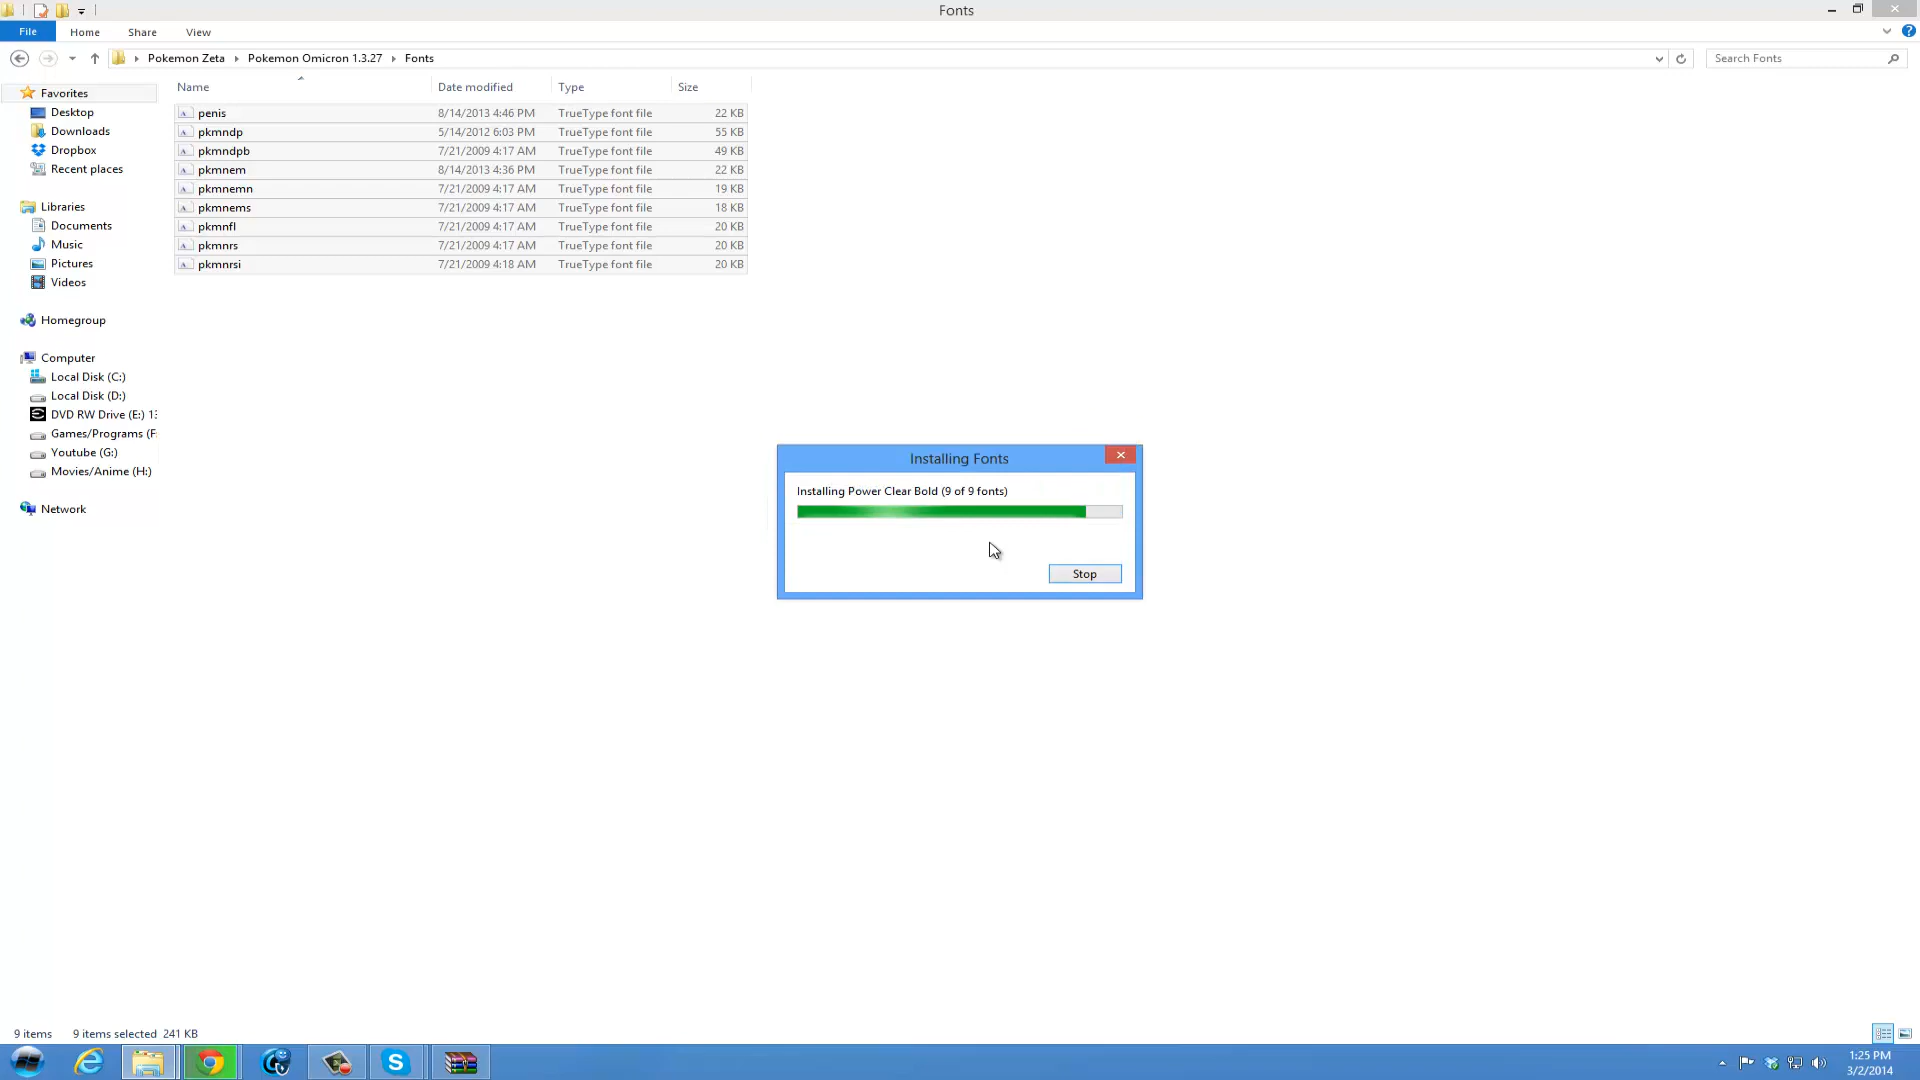 Fonts
File Home Share View
Pokemon Zeta Pokemon Omicron 1.3.27 Fonts Search Fonts
Name Date modified Type Size
Favorites
Desktop
Downloads
Dropbox
Recent places
Libraries
Documents
Music
Pictures
Videos
Homegroup
Computer
Local Disk (C:)
Local Disk (D:)
DVD RW Drive (E:) 13
Games/Programs (F
Youtube (G:)
Movies/Anime (H:)
Network
penis 8/14/2013 4:46 PM TrueType font file 22 KB
pkmndp 5/14/2012 6:03 PM TrueType font file 55 KB
pkmndpb 7/21/2009 4:17 AM TrueType font file 49 KB
pkmnem 8/14/2013 4:36 PM TrueType font file 22 KB
pkmnemn 7/21/2009 4:17 AM TrueType font file 19 KB
pkmnems 7/21/2009 4:17 AM TrueType font file 18 KB
pkmnfl 7/21/2009 4:17 AM TrueType font file 20 KB
pkmnrs 7/21/2009 4:17 AM TrueType font file 20 KB
pkmnrsi 7/21/2009 4:18 AM TrueType font file 20 KB
Installing Fonts
Installing Power Clear Bold (9 of 9 fonts)
Stop
9 items 9 items selected 241 KB
1:25 PM
3/2/2014